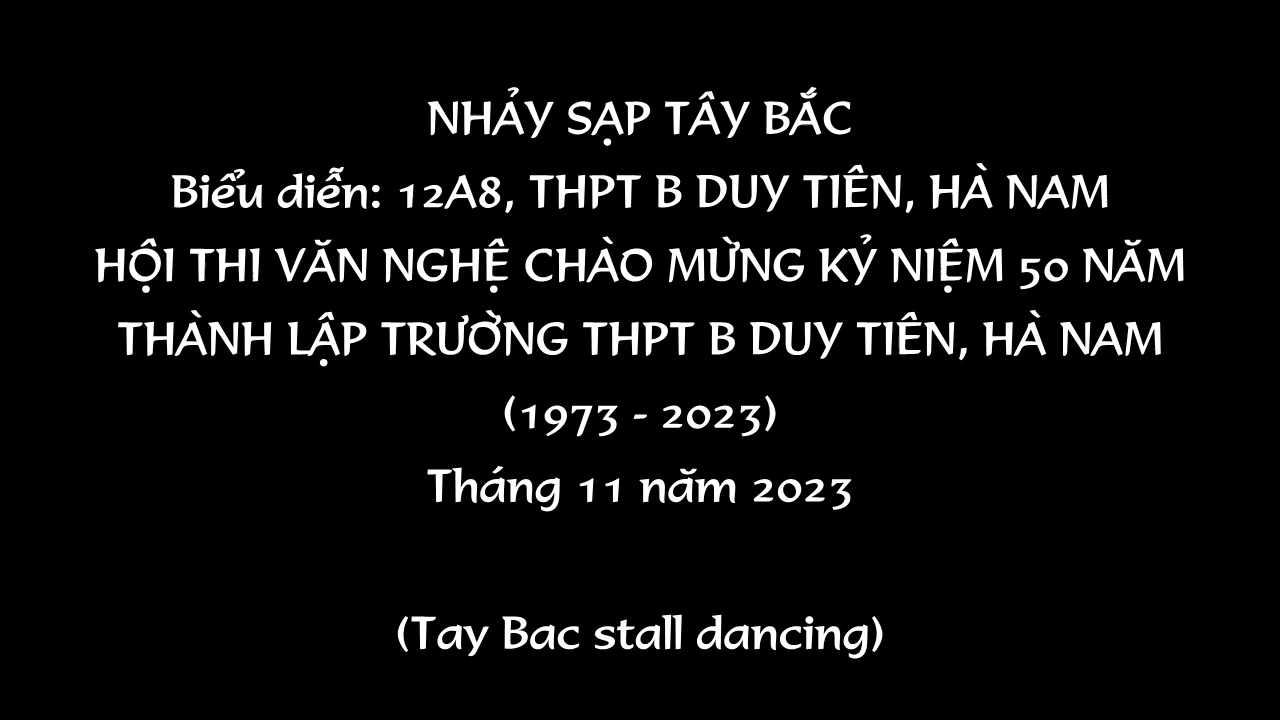 NHẢY SẠP TÂY BẮC
Biểu diễn: 12A8, THPT B DUY TIÊN, HÀ NAM
HỘI THI VĂN NGHỆ CHÀO MỪNG KỶ NIỆM 50 NĂM
THÀNH LẬP TRƯỜNG THPT B DUY TIÊN, HÀ NAM
(1973 - 2023)
Tháng 11 năm 2023
(Tay Bac stall dancing)